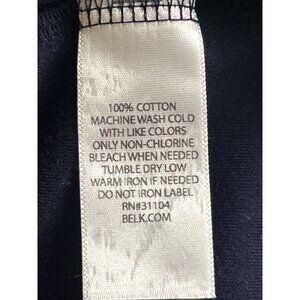 100% COTTON
MACHINE WASH COLD
WITH LIKE COLORS
ONLY NON-CHLORINE
BLEACH WHEN NEEDED
TUMBLE DRY LOW
WARM IRON IF NEEDED
DO NOT IRON LABEL
RN#31104
BELK.COM